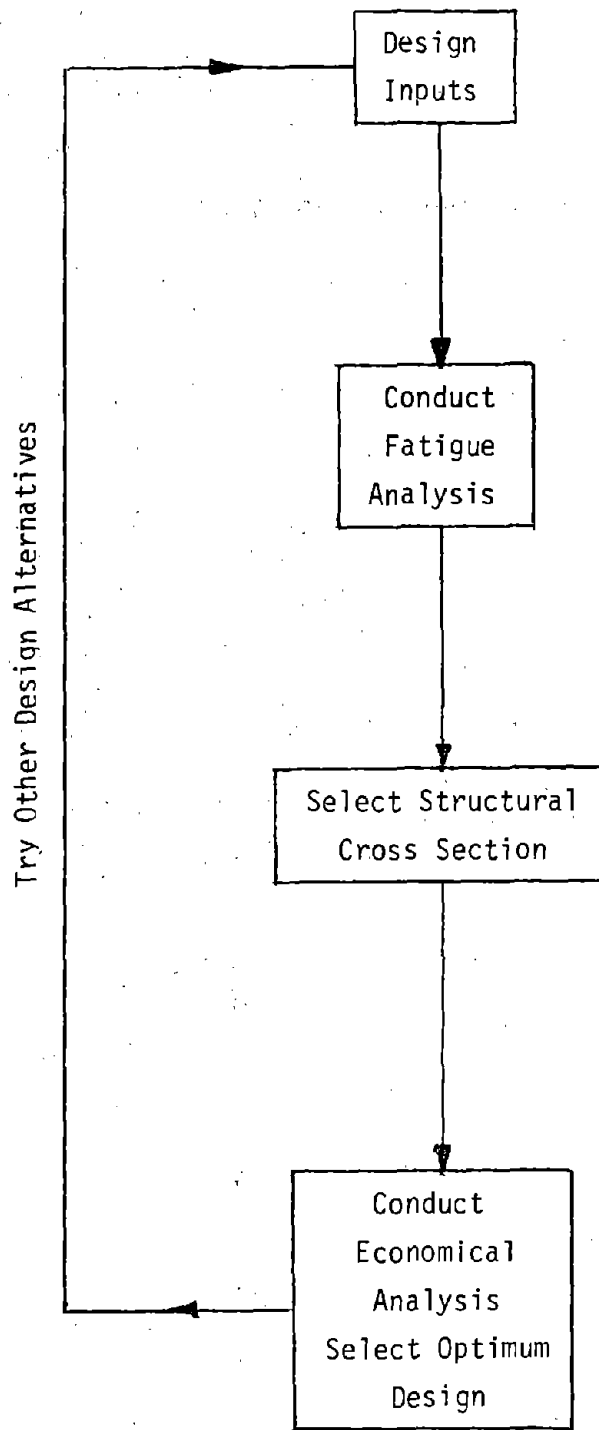 Design
Inputs
Conduct
Fatigue
Analysis
Select Structural
Cross Section
Conduct
Economical
Analysis
Select Optimum
Design
Try Other Design Alternatives